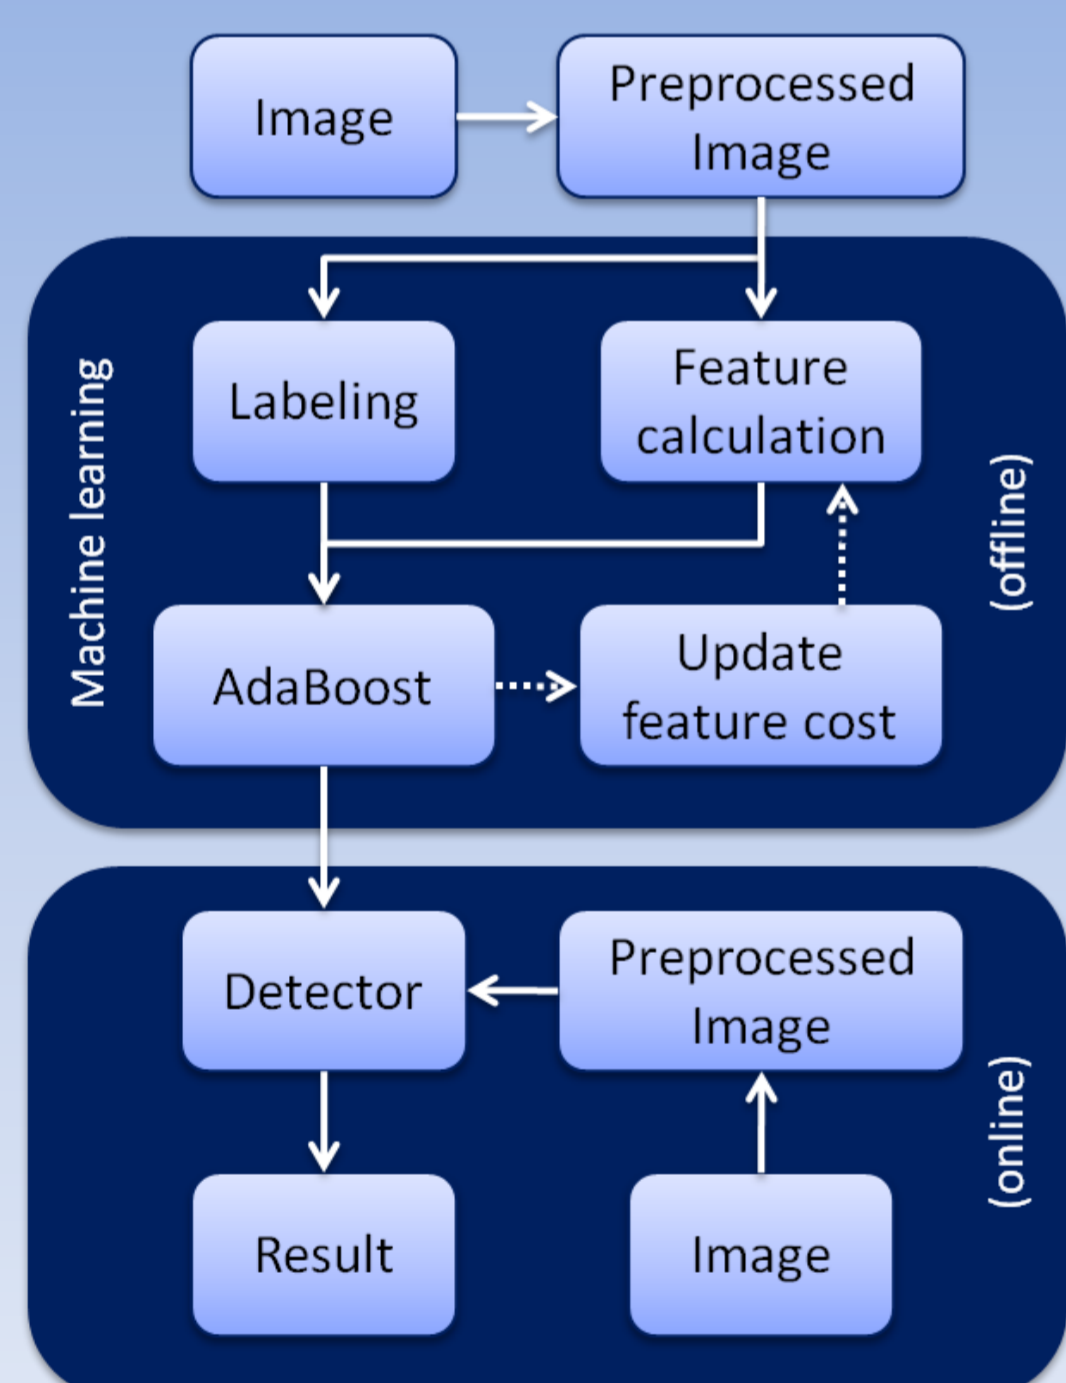 Image
Preprocessed
Image
Machine learning
Labeling
Feature
calculation
(offline)
AdaBoost
Update
feature cost
Detector
Preprocessed
Image
(online)
Result
Image